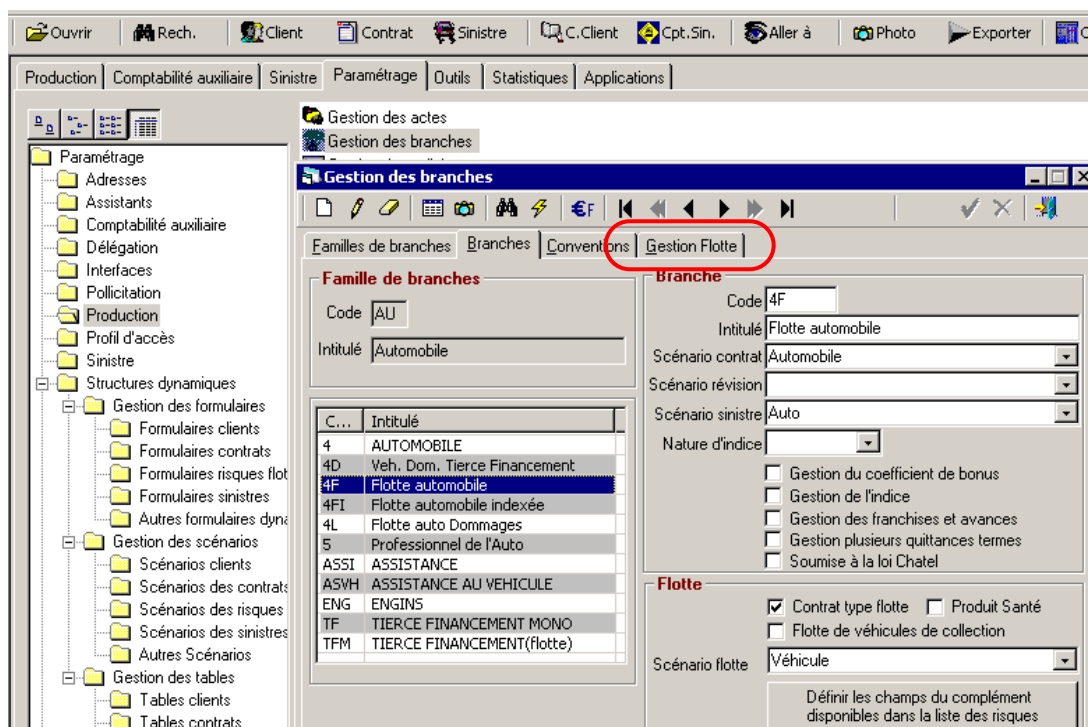 Ouvrir Rech. Client Contrat Sinistre C.Client Cpt.Sin. Aller à Photo Exporter
Production Comptabilité auxiliaire Sinistre Paramétrage Outils Statistiques Applications
Paramétrage
Adresses
Assistants
Comptabilité auxiliaire
Délégation
Interfaces
Pollicitation
Production
Profil d'accès
Sinistre
Structures dynamiques
Gestion des formulaires
Formulaires clients
Formulaires contrats
Formulaires risques flot
Formulaires sinistres
Autres formulaires dyna
Gestion des scénarios
Scénarios clients
Scénarios des contrats
Scénarios des risques
Scénarios des sinistres
Autres Scénarios
Gestion des tables
Tables clients
Tables contrats
Gestion des actes
Gestion des branches
Gestion des branches
€F
Familles de branches Branches Conventions Gestion Flotte
Famille de branches
Code AU
Intitulé Automobile
C... Intitulé
4 AUTOMOBILE
4D Veh. Dom. Tierce Financement
4F Flotte automobile
4FI Flotte automobile indexée
4L Flotte auto Dommages
5 Professionnel de l'Auto
ASSI ASSISTANCE
ASVH ASSISTANCE AU VEHICULE
ENG ENGINS
TF TIERCE FINANCEMENT MONO
TFM TIERCE FINANCEMENT(flotte)
Branche
Code 4F
Intitulé Flotte automobile
Scénario contrat Automobile
Scénario révision
Scénario sinistre Auto
Nature d'indice
Gestion du coefficient de bonus
Gestion de l'indice
Gestion des franchises et avances
Gestion plusieurs quittances termes
Soumise à la loi Chatel
Flotte
Contrat type flotte Produit Santé
Flotte de véhicules de collection
Scénario flotte Véhicule
Définir les champs du complément
disponibles dans la liste des risques